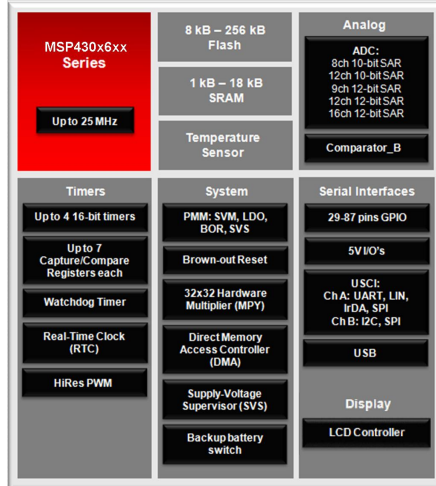 MSP430x6xx
Series
Up to 25 MHz
8 kB – 256 kB
Flash
1 kB – 18 kB
SRAM
Temperature
Sensor
Analog
ADC:
8ch 10-bit SAR
12ch 10-bit SAR
9ch 12-bit SAR
12ch 12-bit SAR
16ch 12-bit SAR
Comparator_B
Timers
Up to 4 16-bit timers
Up to 7
Capture/Compare
Registers each
Watchdog Timer
Real-Time Clock
(RTC)
HiRes PWM
System
PMM: SVM, LDO,
BOR, SVS
Brown-out Reset
32x32 Hardware
Multiplier (MPY)
Direct Memory
Access Controller
(DMA)
Supply-Voltage
Supervisor (SVS)
Backup battery
switch
Serial Interfaces
29-87 pins GPIO
5V I/O's
USCI:
Ch A: UART, LIN,
IrDA, SPI
Ch B: I2C, SPI
USB
Display
LCD Controller